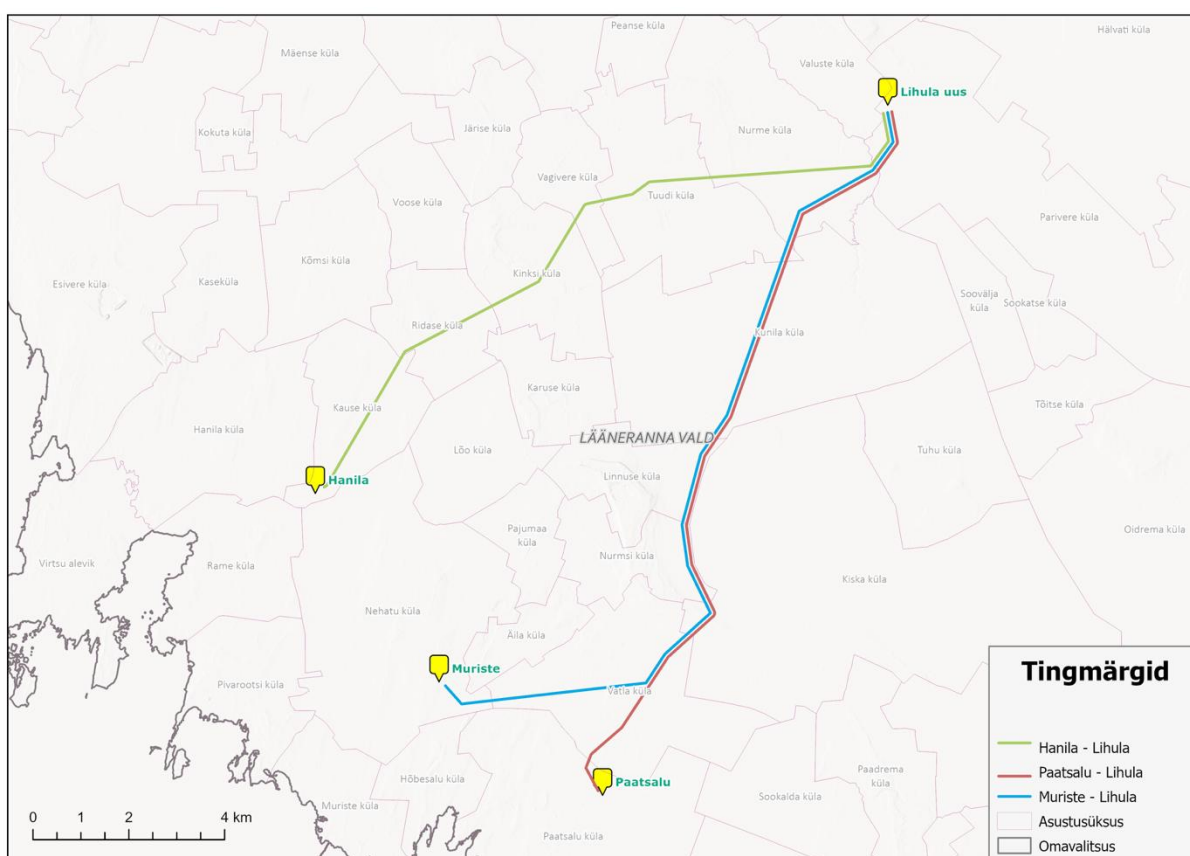 Peanse küla
Hälvati küla
Mäense küla
Valuste küla
Lihula uus
Kokuta küla
Järise küla
Nurme küla
Vagivere küla
Tuudi küla
Voose küla
Parivere küla
Kõmsi küla
Kinksi küla
Esivere küla
Kaseküla
Soovälja
küla
Sookatse küla
Ridase küla
Kunila küla
Karuse küla
Kause küla
Tõitse küla
Hanila küla
LÄÄNERANNA VALD
Lõo küla
Tuhu küla
Linnuse küla
Hanila
Pajumaa
küla
Oidrema küla
Nurmsi küla
Virtsu alevik
Rame küla
Kiska küla
Nehatu küla
Äila küla
Muriste
Pivarootsi küla
Vatla küla
Hõbesalu küla
Paatsalu
Paadrema
küla
Sookalda küla
Muriste küla
Paatsalu küla
0 1 2 4 km
Tingmärgid
Hanila - Lihula
Paatsalu - Lihula
Muriste - Lihula
Asustusüksus
Omavalitsus